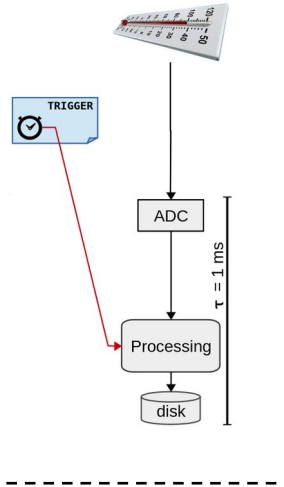 TRIGGER
ADC
τ = 1 ms
Processing
disk